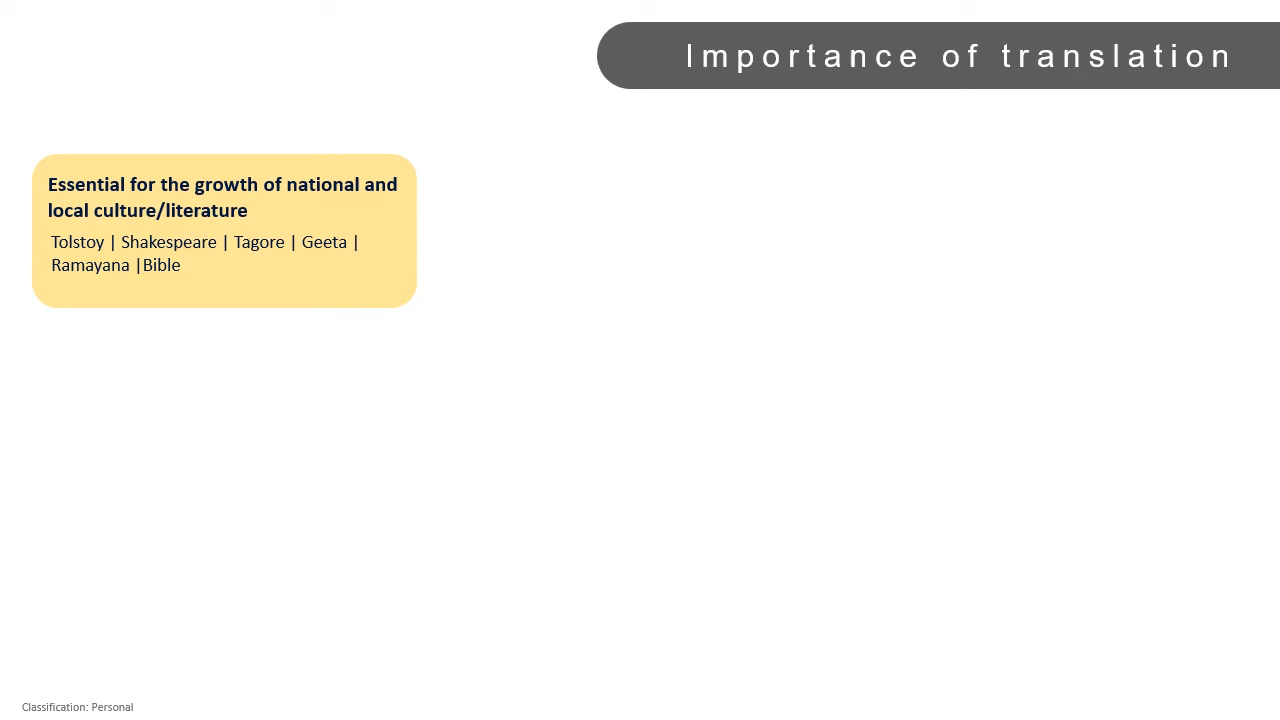 Importance of translation
Essential for the growth of national and
local culture/literature
Tolstoy | Shakespeare | Tagore | Geeta |
Ramayana |Bible
Classification: Personal